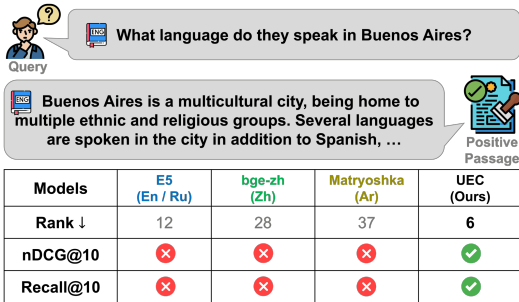 ?
ENG
What language do they speak in Buenos Aires?
Query
ENG
Buenos Aires is a multicultural city, being home to
multiple ethnic and religious groups. Several languages
are spoken in the city in addition to Spanish, ...
Positive
Passage
Models E5 (En / Ru) bge-zh (Zh) Matryoshka (Ar) UEC (Ours)
Rank ↓ 12 28 37 6
nDCG@10
Recall@10